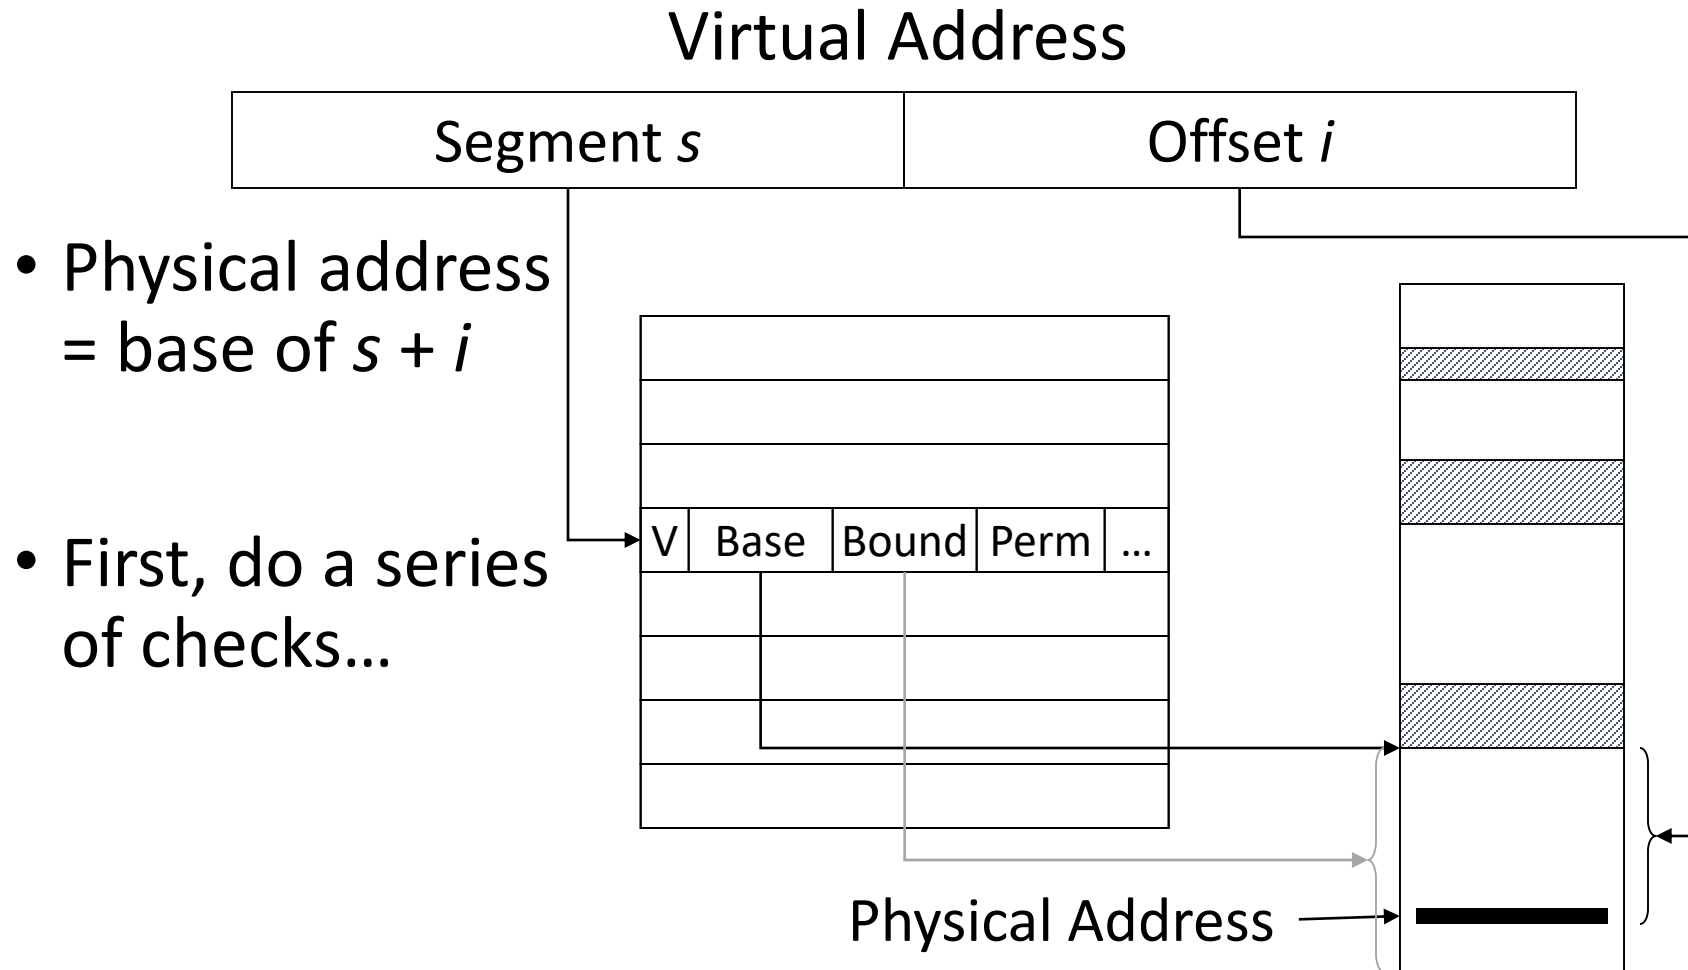 Virtual Address
Segment s
Offset i
• Physical address
= base of s + i
• First, do a series
of checks...
V
Base
Bound
Perm
...
Physical Address